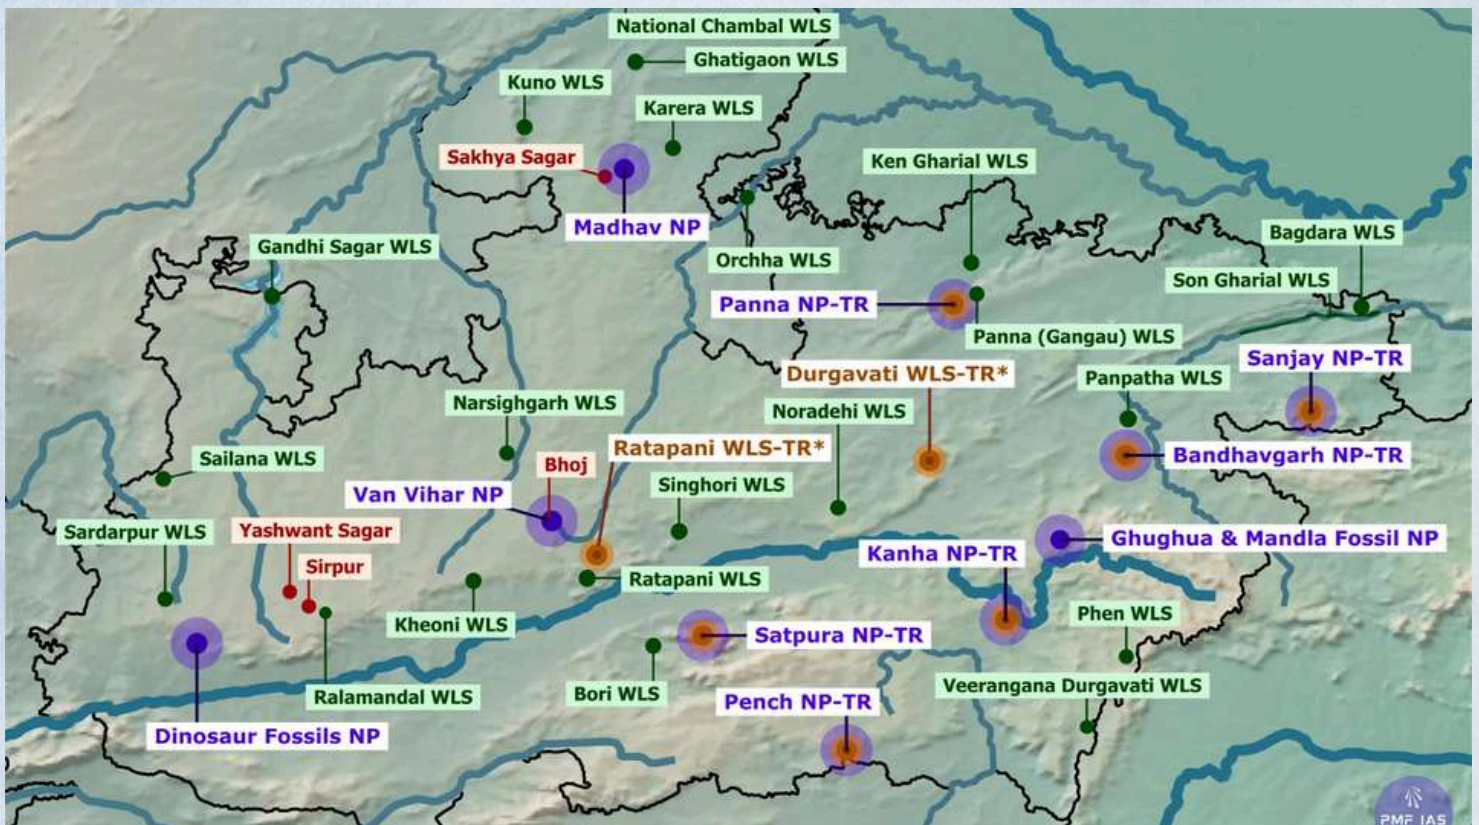 National Chambal WLS
Ghatigaon WLS
Kuno WLS
Karera WLS
Sakhya Sagar
Ken Gharial WLS
Madhav NP
Bagdara WLS
Gandhi Sagar WLS
Orchha WLS
Son Gharial WLS
Panna NP-TR
Panna (Gangau) WLS
Sanjay NP-TR
Durgavati WLS-TR*
Panpatha WLS
Narsighgarh WLS
Noradehi WLS
Ratapani WLS-TR*
Sailana WLS
Bhoj
Bandhavgarh NP-TR
Singhori WLS
Van Vihar NP
Sardarpur WLS
Yashwant Sagar
Ghughua & Mandla Fossil NP
Kanha NP-TR
Sirpur
Ratapani WLS
Phen WLS
Kheoni WLS
Satpura NP-TR
Veerangana Durgavati WLS
Bori WLS
Ralamandal WLS
Pench NP-TR
Dinosaur Fossils NP
PMF IAS